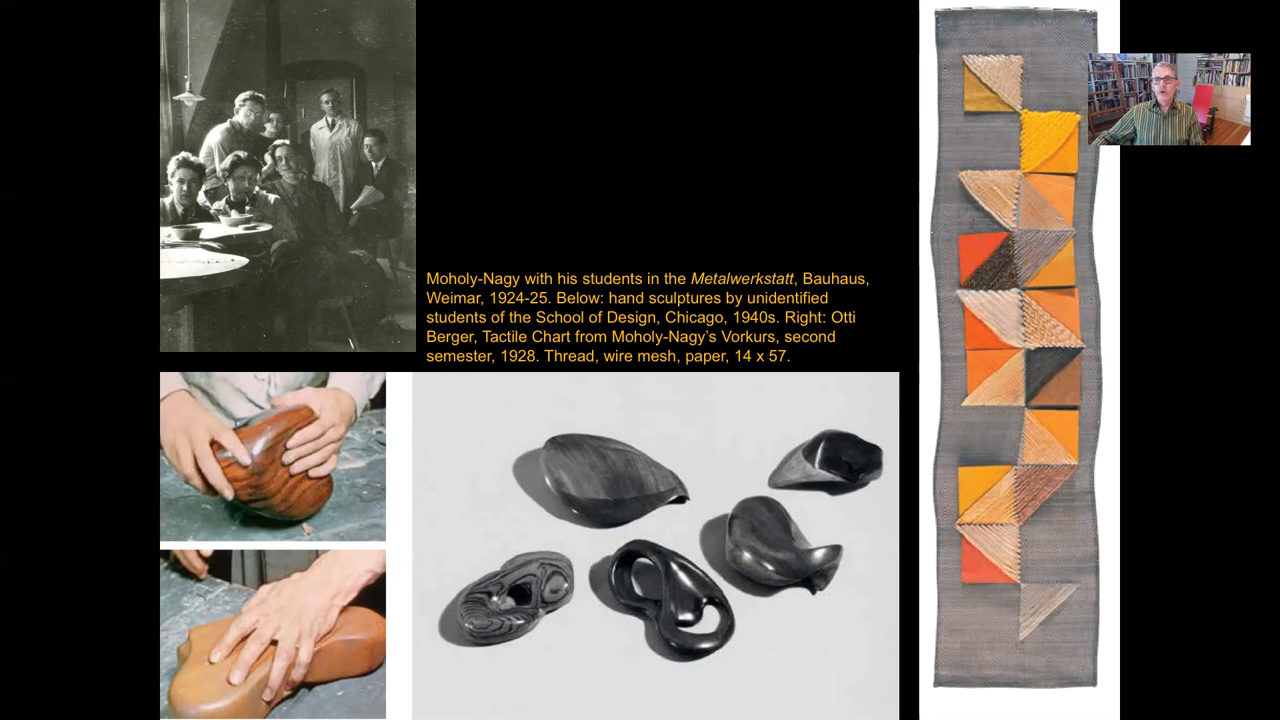 Moholy-Nagy with his students in the Metalwerkstatt, Bauhaus,
Weimar, 1924-25. Below: hand sculptures by unidentified
students of the School of Design, Chicago, 1940s. Right: Otti
Berger, Tactile Chart from Moholy-Nagy’s Vorkurs, second
semester, 1928. Thread, wire mesh, paper, 14 x 57.